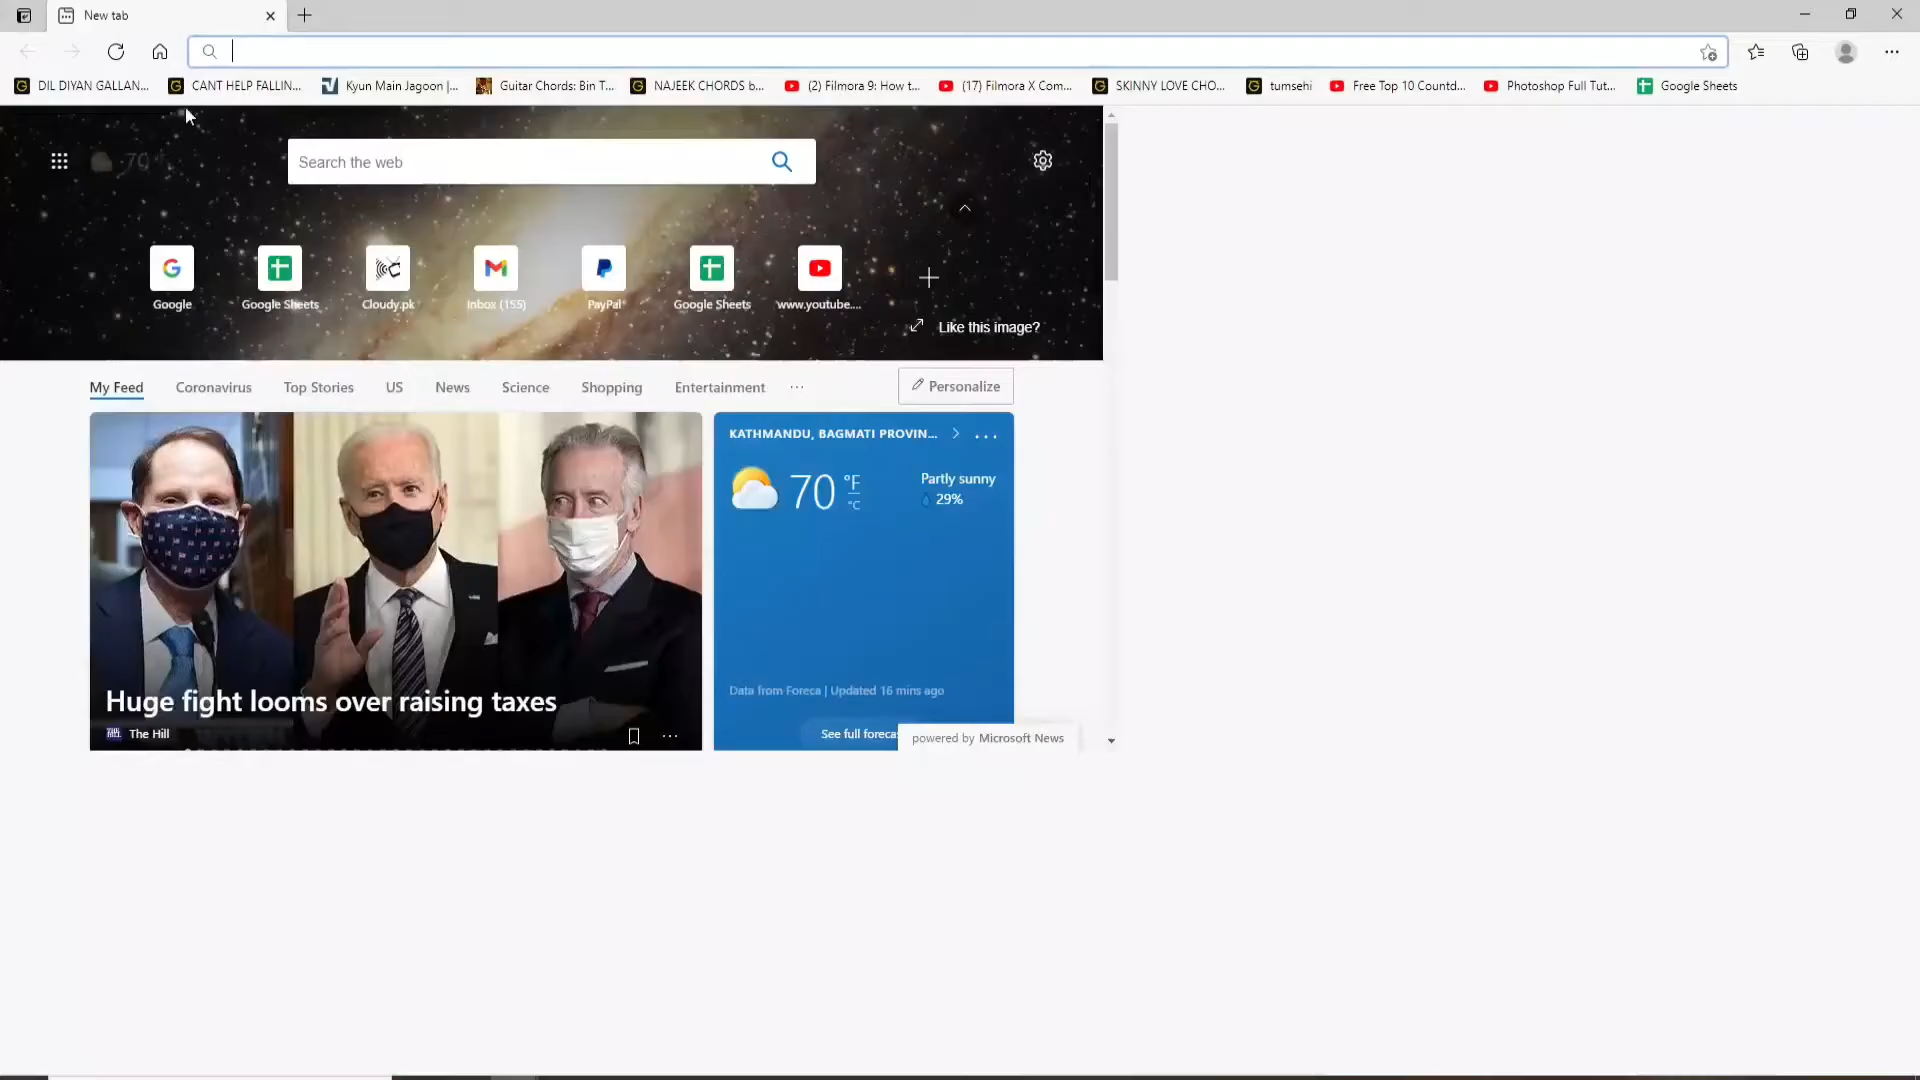 New tab
DIL DIYAN GALLAN...
CANT HELP FALLIN...
Kyun Main Jagoon |...
Guitar Chords: Bin T...
NAJEEK CHORDS b...
(2) Filmora 9: How t...
(17) Filmora X Com...
SKINNY LOVE CHO...
tumsehi
Free Top 10 Countd...
Photoshop Full Tut...
Google Sheets
70
Search the web
Google
Google Sheets
Cloudy.pk
Inbox (155)
PayPal
Google Sheets
www.youtube....
Like this image?
My Feed
Coronavirus
Top Stories
US
News
Science
Shopping
Entertainment
Personalize
KATHMANDU, BAGMATI PROVIN...
70 °F
°C
Partly sunny
29%
Data from Foreca | Updated 16 mins ago
See full foreca
Huge fight looms over raising taxes
The Hill
powered by Microsoft News